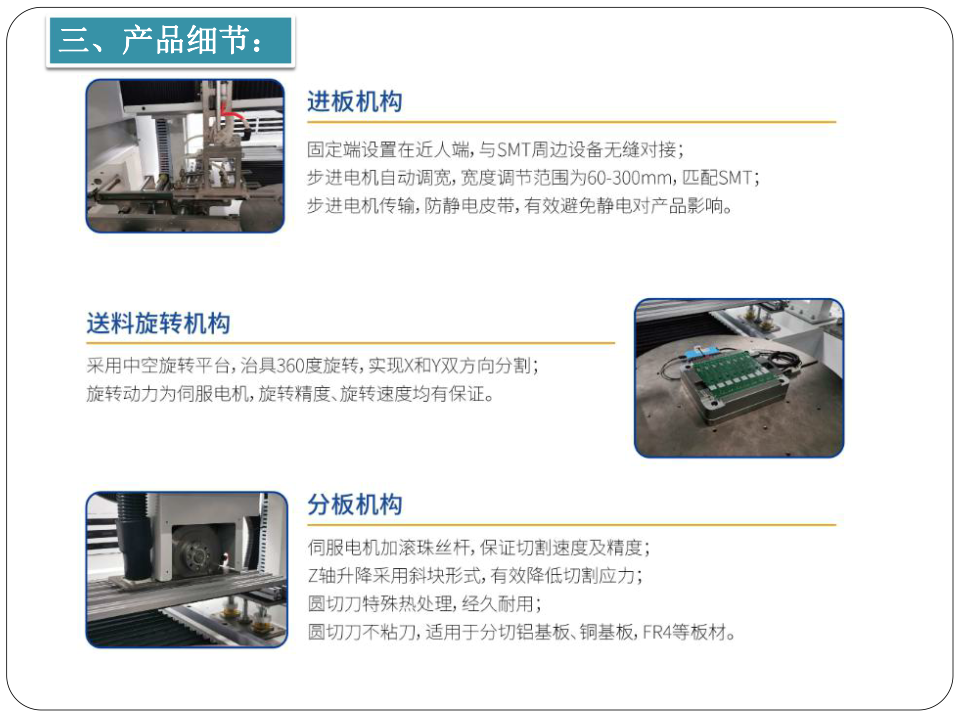 三、产品细节：
进板机构
固定端设置在近人端，与SMT周边设备无缝对接；
步进电机自动调宽，宽度调节范围为60-300mm，匹配SMT；
步进电机传输，防静电皮带，有效避免静电对产品影响。
送料旋转机构
采用中空旋转平台，治具360度旋转，实现X和Y双方向分割；
旋转动力为伺服电机，旋转精度、旋转速度均有保证。
分板机构
伺服电机加滚珠丝杆，保证切割速度及精度；
Z轴升降采用斜块形式，有效降低切割应力；
圆切刀特殊热处理，经久耐用；
圆切刀不粘刀，适用于分切铝基板、铜基板，FR4等板材。